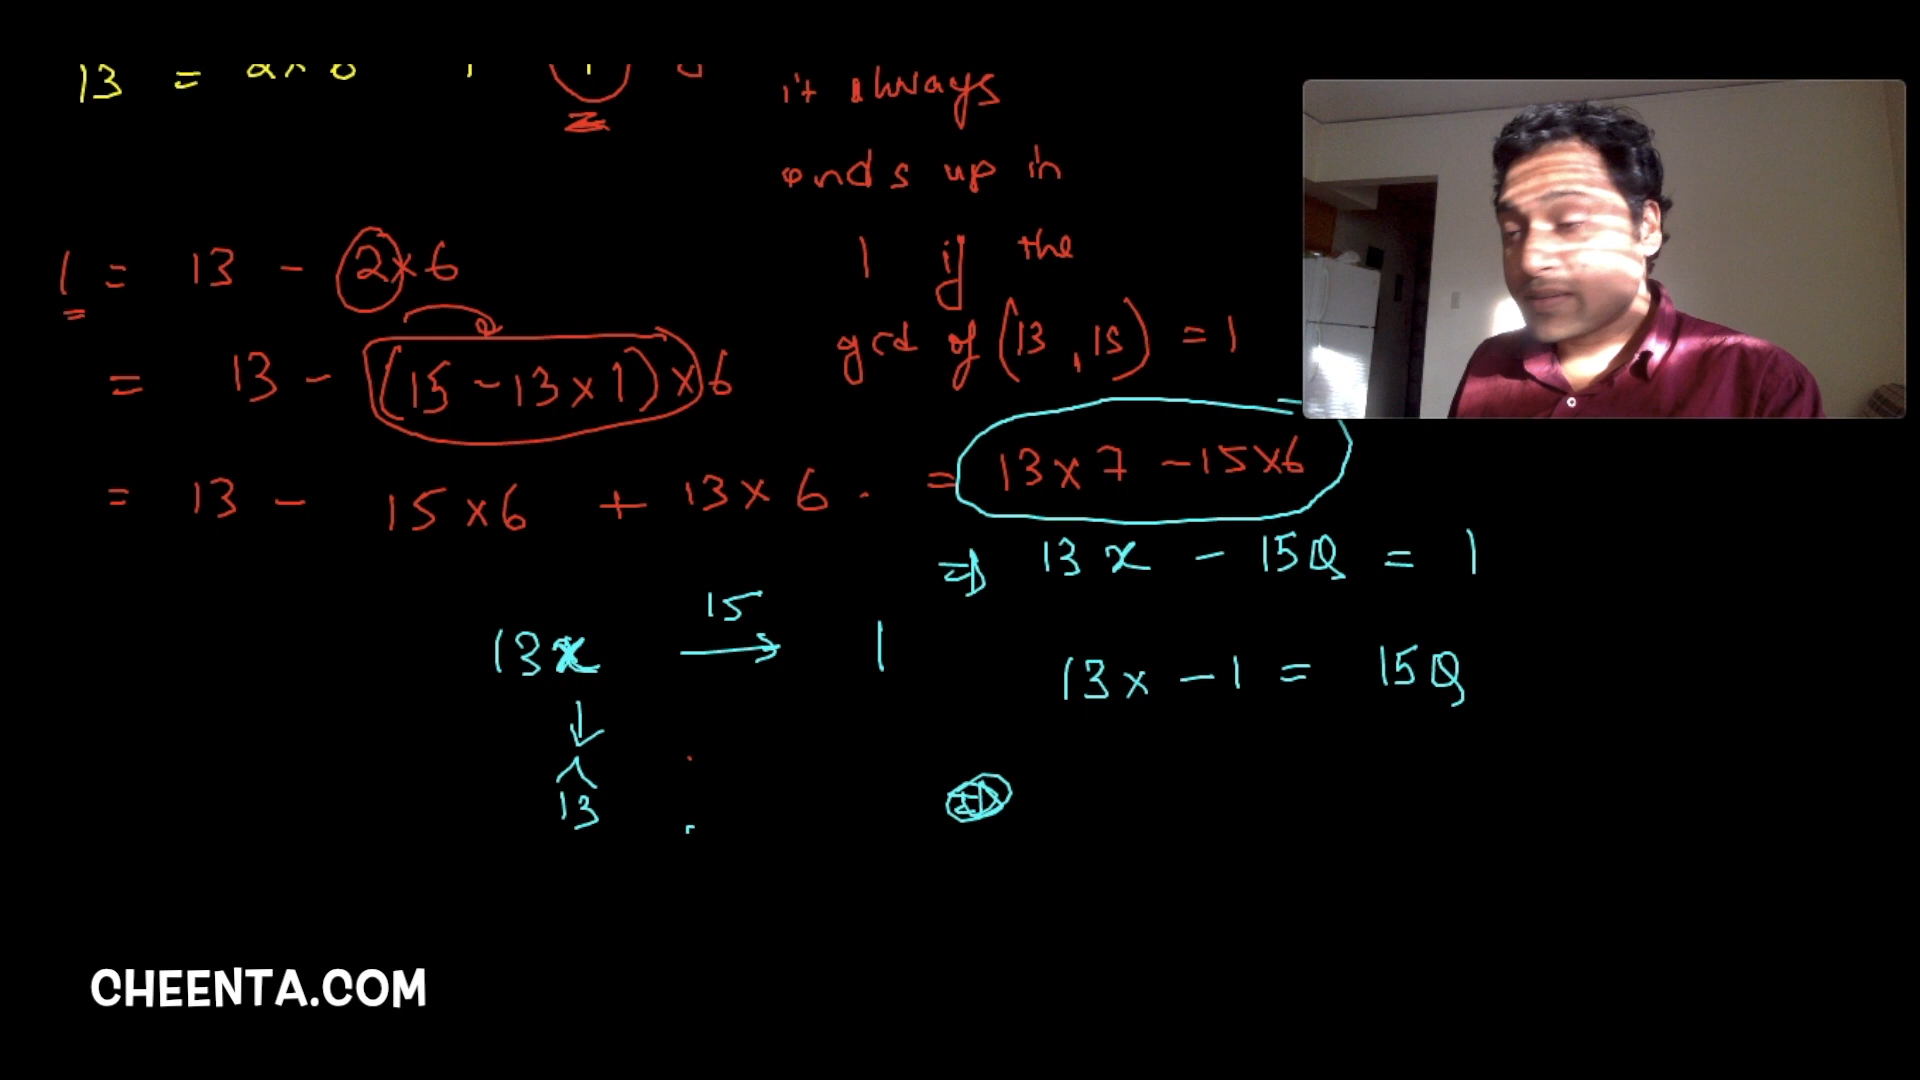 13 =
it always
ends up in
1 if the
gcd of (13, 15) = 1
1 = 13 - 2×6
= 13 - (15 - 13×1)×6
= 13 - 15×6 + 13×6. = 13×7 - 15×6
⇒ 13x - 15Q = 1
13x → 1
15
13x - 1 = 15Q
↓
13
CHEENTA.COM